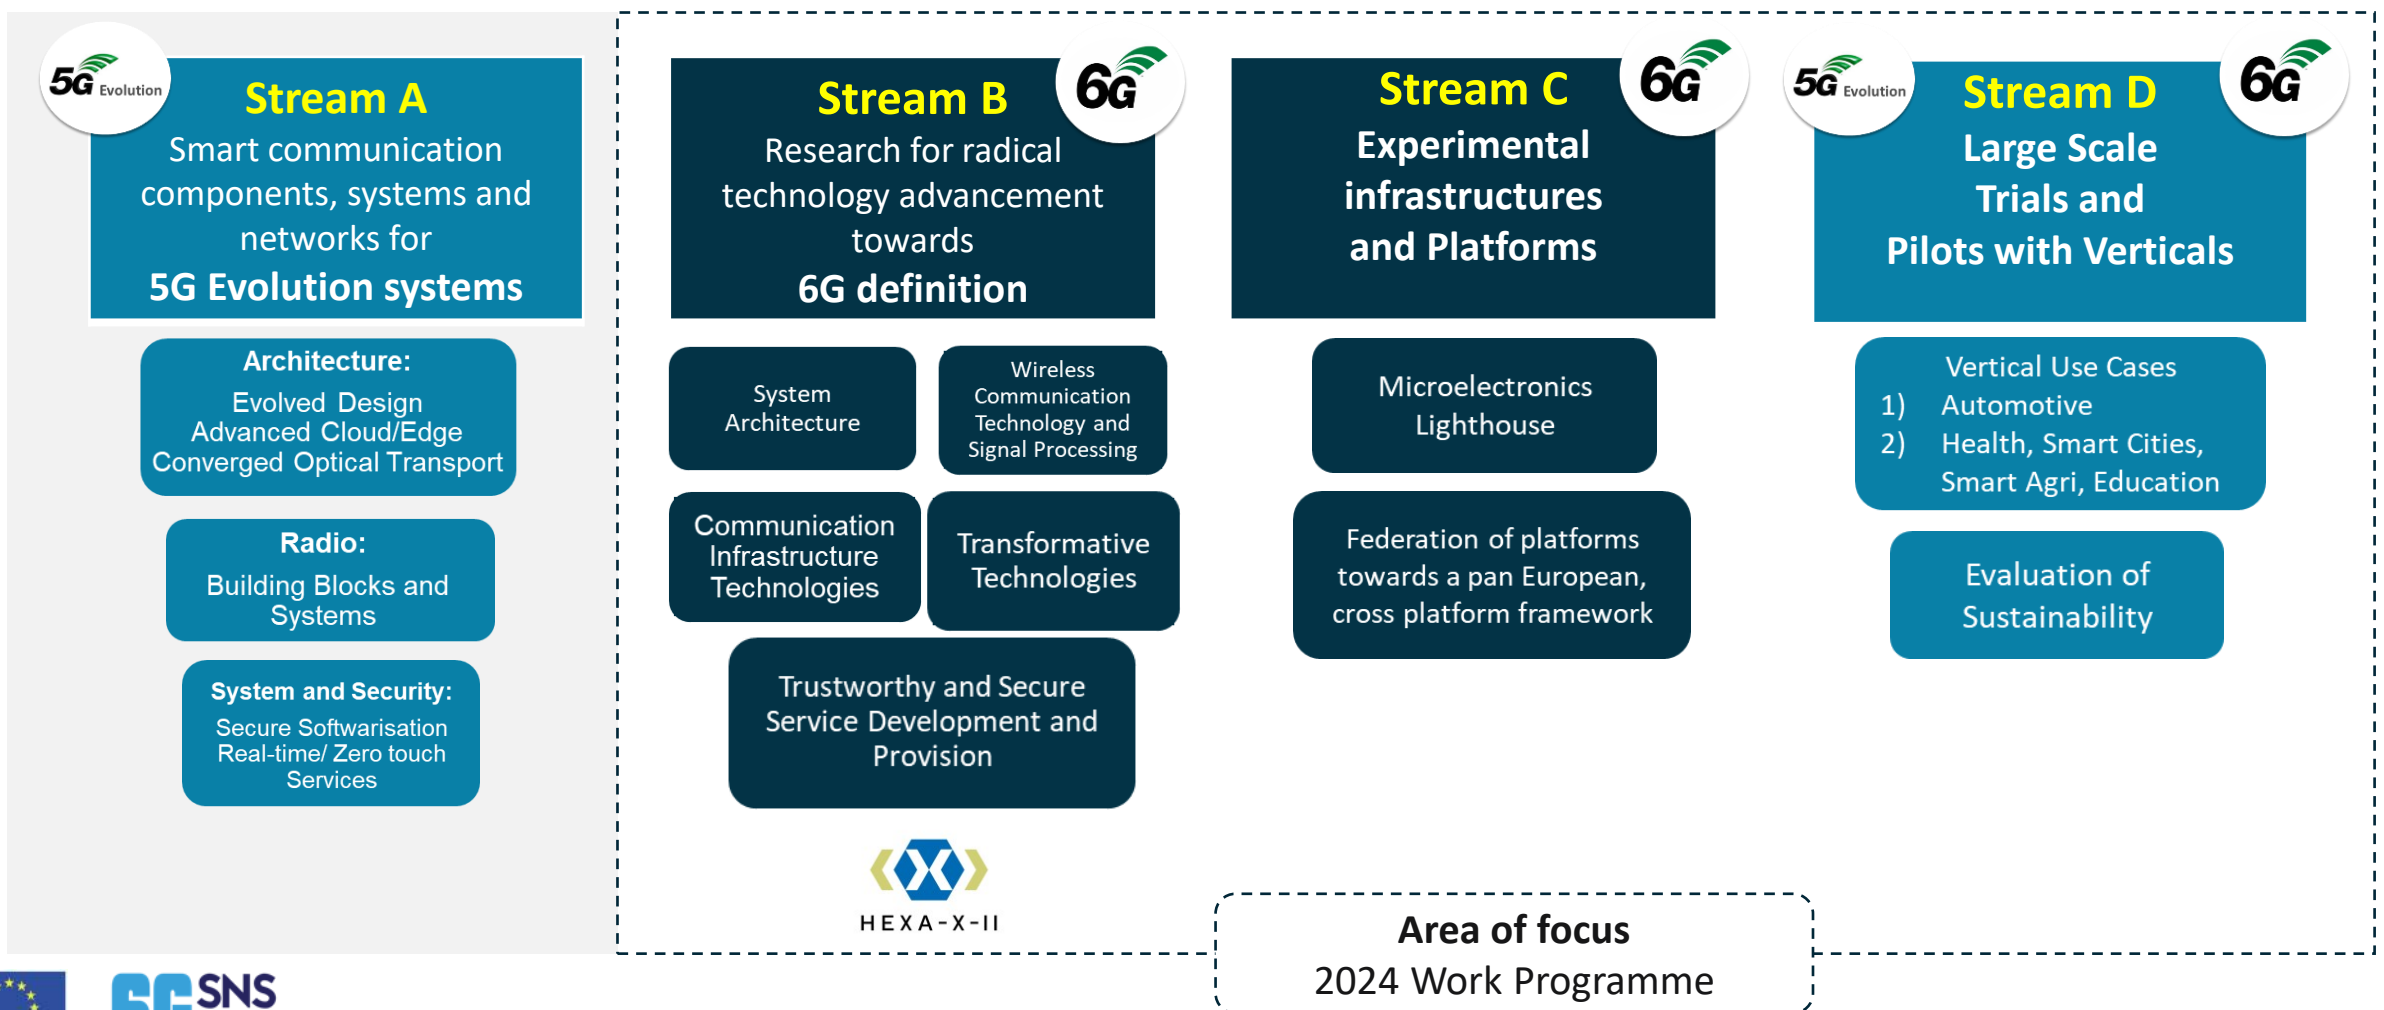 5G Evolution
Stream A
Smart communication
components, systems and
networks for
5G Evolution systems
Architecture:
Evolved Design
Advanced Cloud/Edge
Converged Optical Transport
Radio:
Building Blocks and
Systems
System and Security:
Secure Softwarisation
Real-time/ Zero touch
Services
6G
Stream B
Research for radical
technology advancement
towards
6G definition
System
Architecture
Wireless
Communication
Technology and
Signal Processing
Communication
Infrastructure
Technologies
Transformative
Technologies
Trustworthy and Secure
Service Development and
Provision
HEXA-X-II
6G
Stream C
Experimental
infrastructures
and Platforms
Microelectronics
Lighthouse
Federation of platforms
towards a pan European,
cross platform framework
5G Evolution
6G
Stream D
Large Scale
Trials and
Pilots with Verticals
Vertical Use Cases
1) Automotive
2) Health, Smart Cities,
Smart Agri, Education
Evaluation of
Sustainability
Area of focus
2024 Work Programme
SNS